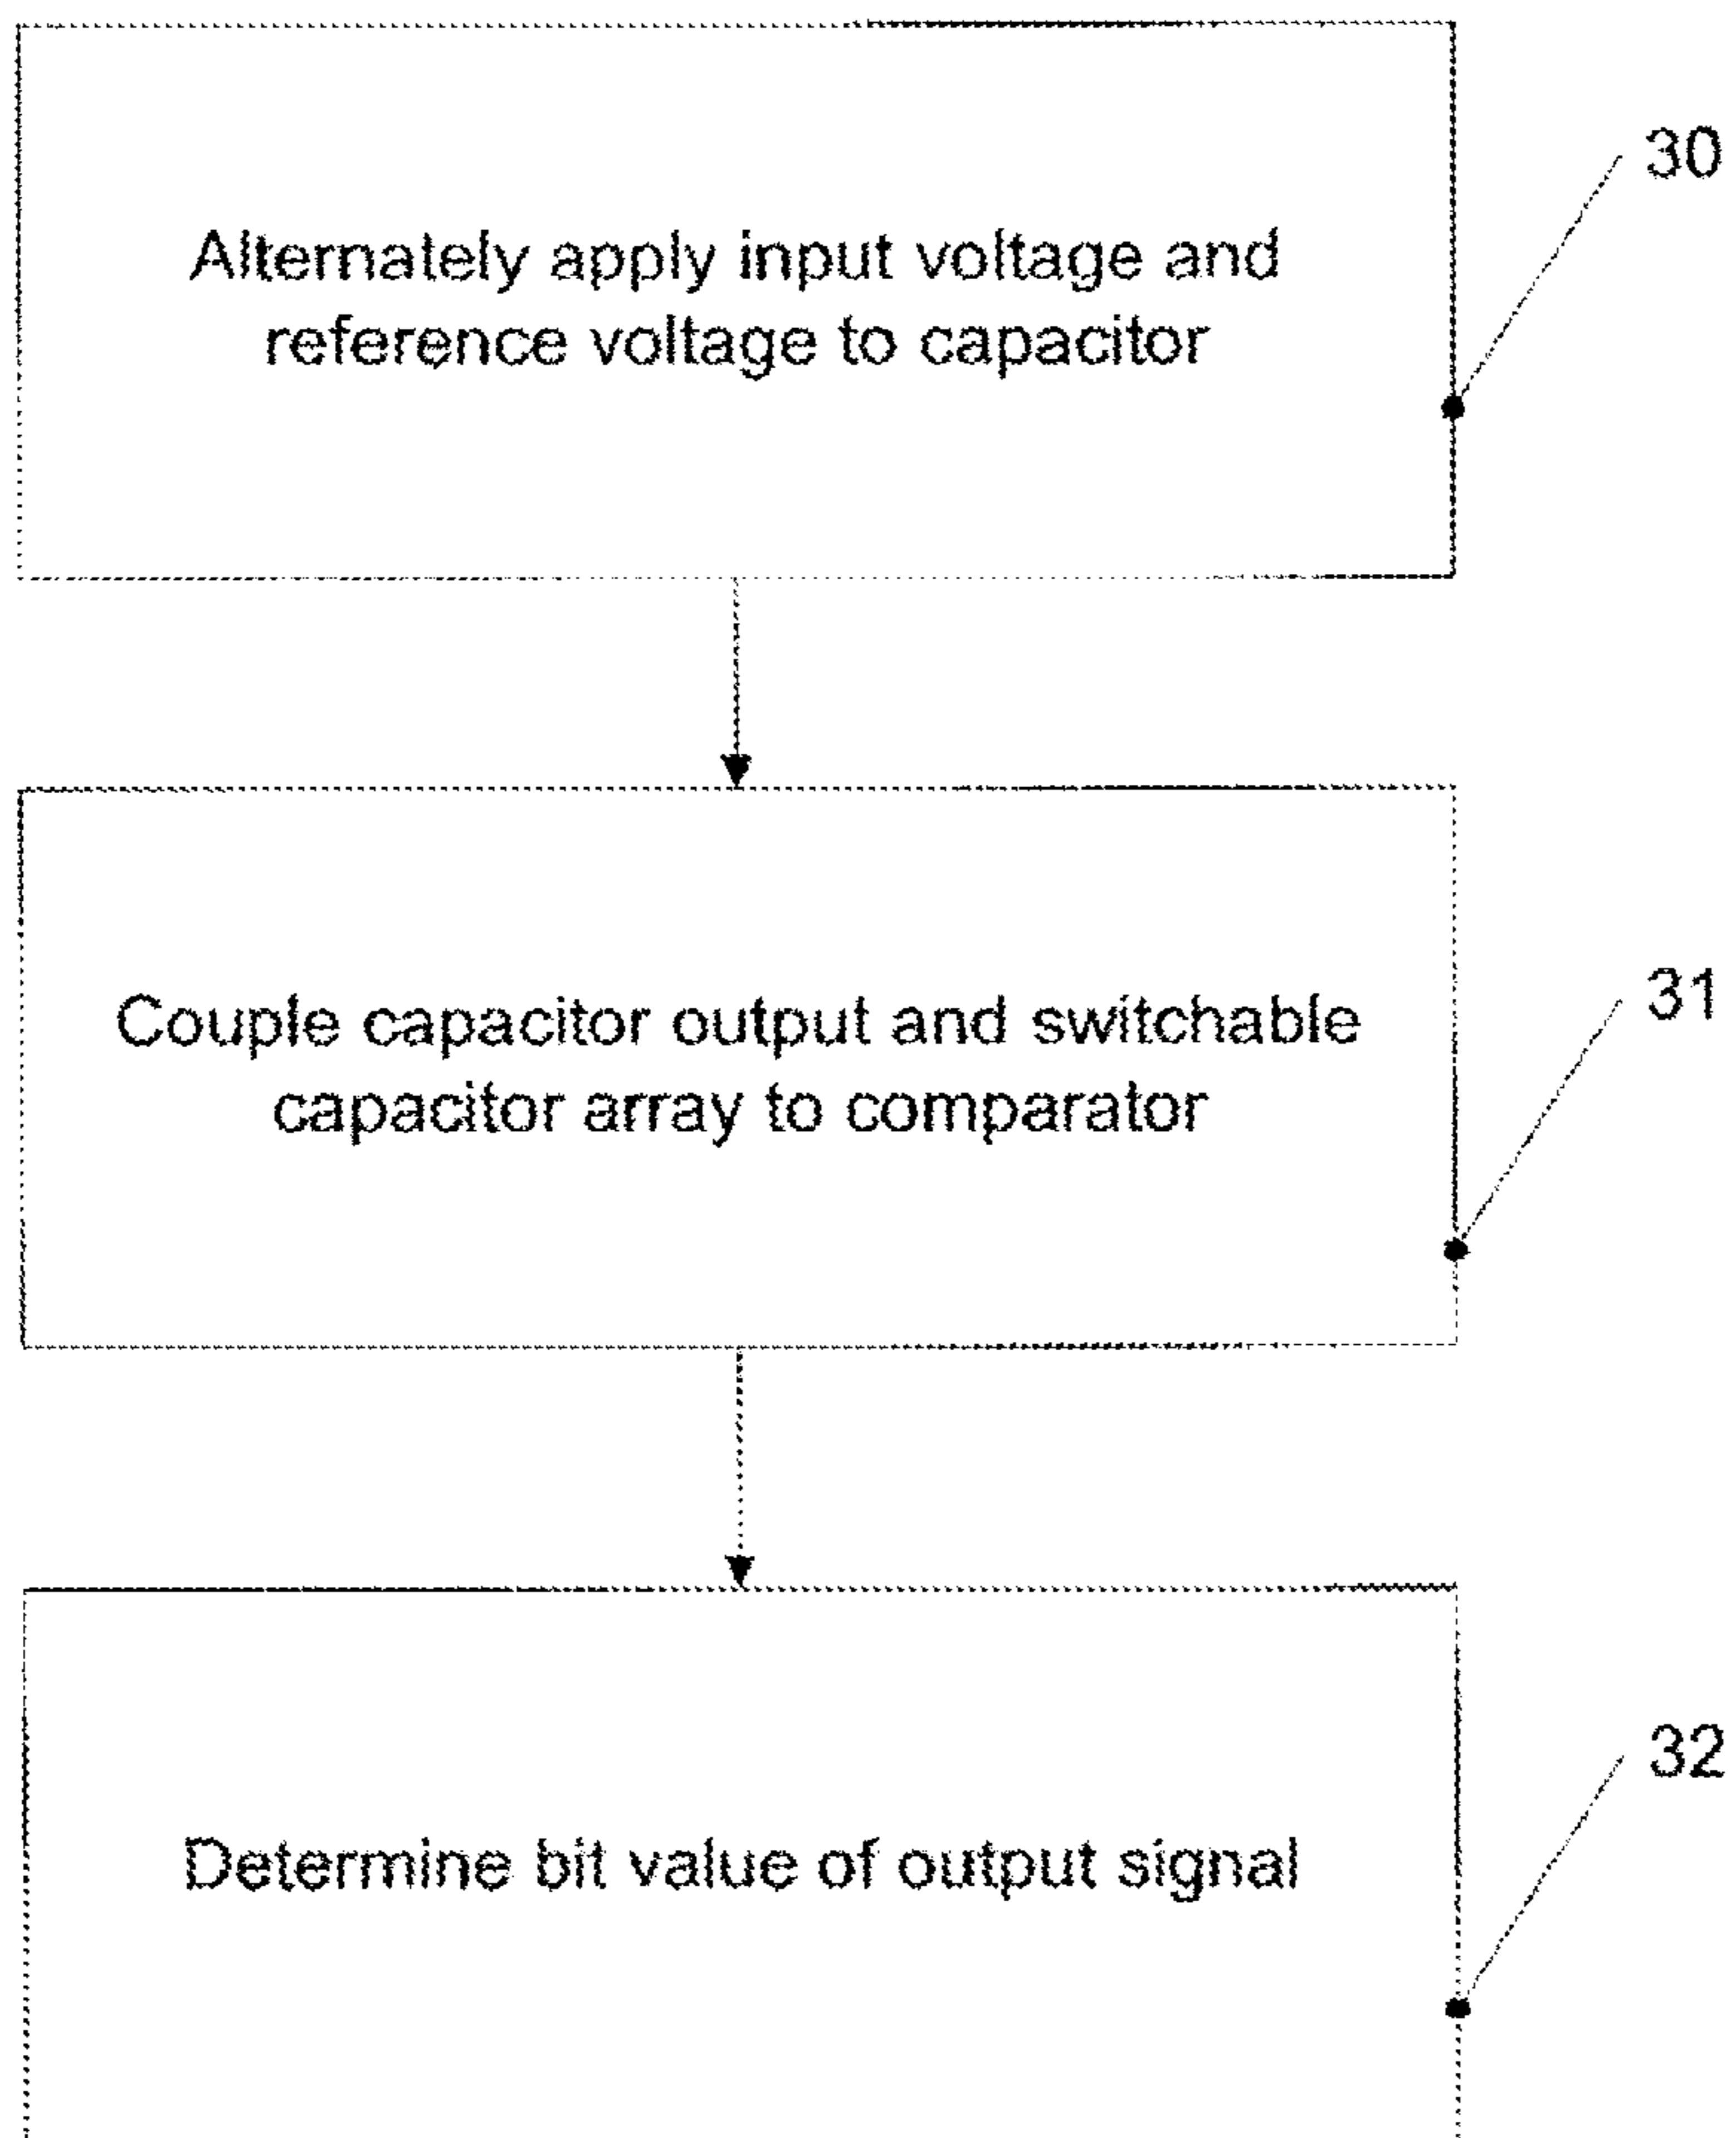 Alternately apply input voltage and
reference voltage to capacitor
30
Couple capacitor output and switchable
capacitor array to comparator
31
Determine bit value of output signal
32